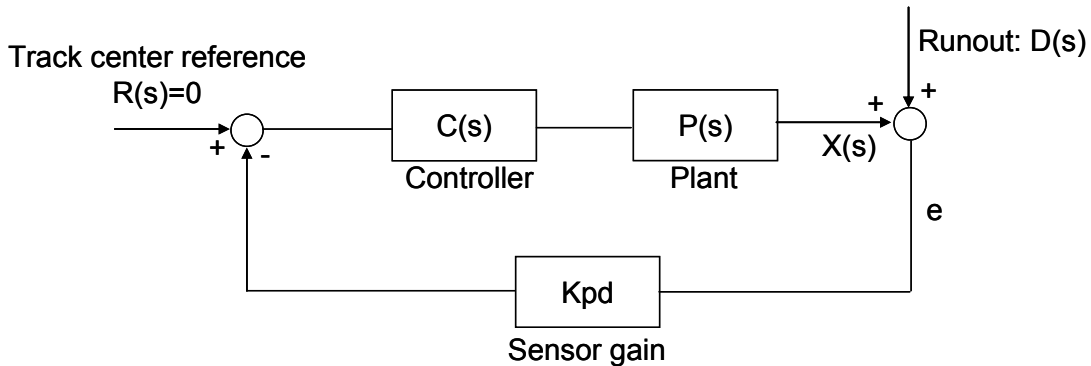 Track center reference
R(s)=0
Runout: D(s)
+
+
+
-
C(s)
Controller
P(s)
Plant
X(s)
e
Kpd
Sensor gain